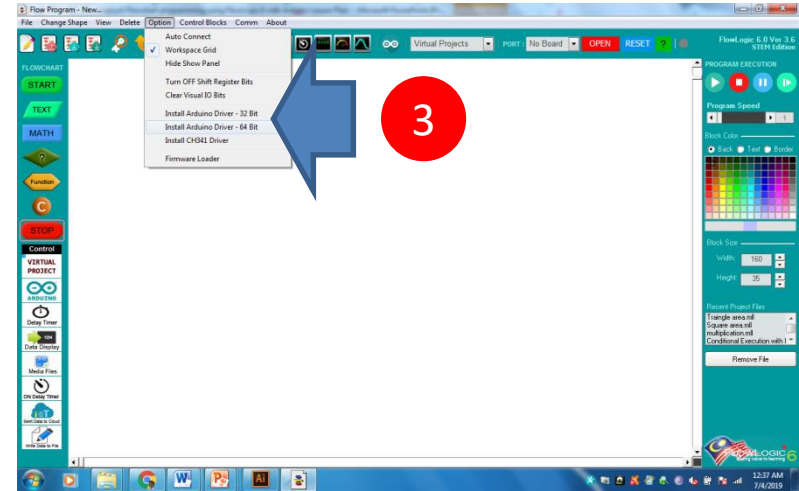 Flow Program - New...
File Change Shape View Delete Option Control Blocks Comm About
Auto Connect
Workspace Grid
Hide Show Panel
Turn OFF Shift Register Bits
Clear Visual IO Bits
Install Arduino Driver - 32 Bit
Install Arduino Driver - 64 Bit
Install CH341 Driver
Firmware Loader
3
Virtual Projects
PORT: No Board OPEN RESET ?
FlowLogic 6.0 Ver 3.6
STEM Edition
FLOWCHART
START
TEXT
MATH
?
Function
C
STOP
Control
VIRTUAL
PROJECT
ARDUINO
Delay Timer
Data Display
Media Files
ON Delay Timer
Sent Data to Cloud
Write Data to File
PROGRAM EXECUTION
Program Speed
1
Block Color
Back Text Border
Block Size
Width: 160
Height: 35
Recent Project Files
Traingle area.mll
Square area.mll
multiplication.mll
Conditional Execution with I
Remove File
FLOWLOGIC 6
12:37 AM
7/4/2019